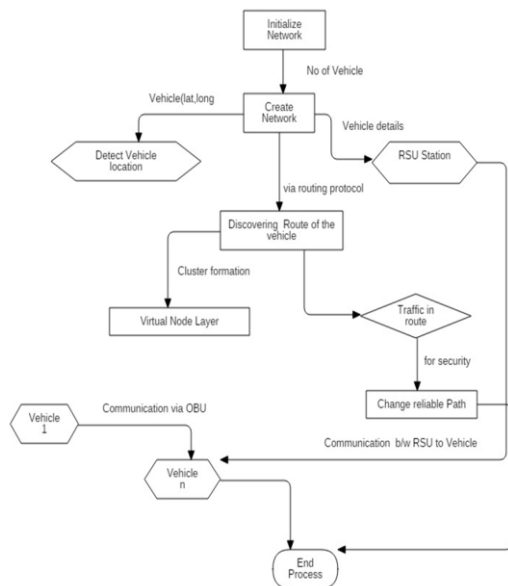 Initialize
Network
No of Vehicle
Vehicle(lat,long
Create
Network
Vehicle details
Detect Vehicle
location
RSU Station
via routing protocol
Discovering Route of the
vehicle
Cluster formation
Virtual Node Layer
Traffic in
route
for security
Change reliable Path
Communication via OBU
Vehicle
1
Communication b/w RSU to Vehicle
Vehicle
n
End
Process